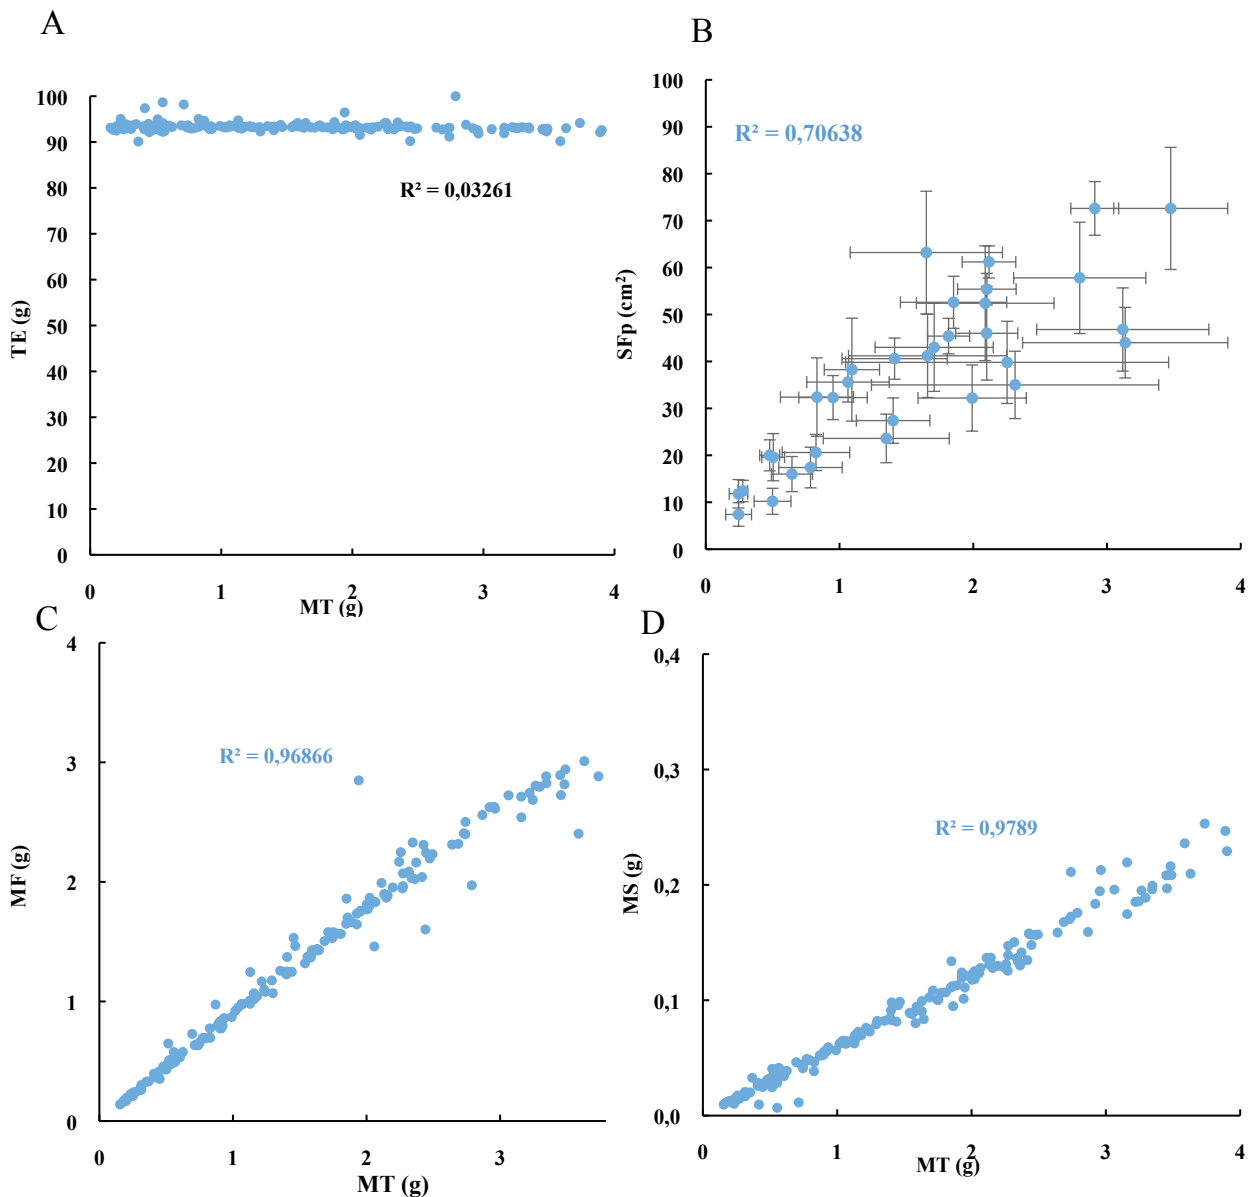 A
100
90
80
70
60
50
40
30
20
10
0
TE (g)
R² = 0,03261
0 1 2 3 4
MT (g)
B
100
90
80
70
60
50
40
30
20
10
0
SFp (cm²)
R² = 0,70638
0 1 2 3 4
C
4
3
2
1
0
MF (g)
R² = 0,96866
0 1 2 3
MT (g)
D
0,4
0,3
0,2
0,1
0,0
MS (g)
R² = 0,9789
0 1 2 3 4
MT (g)